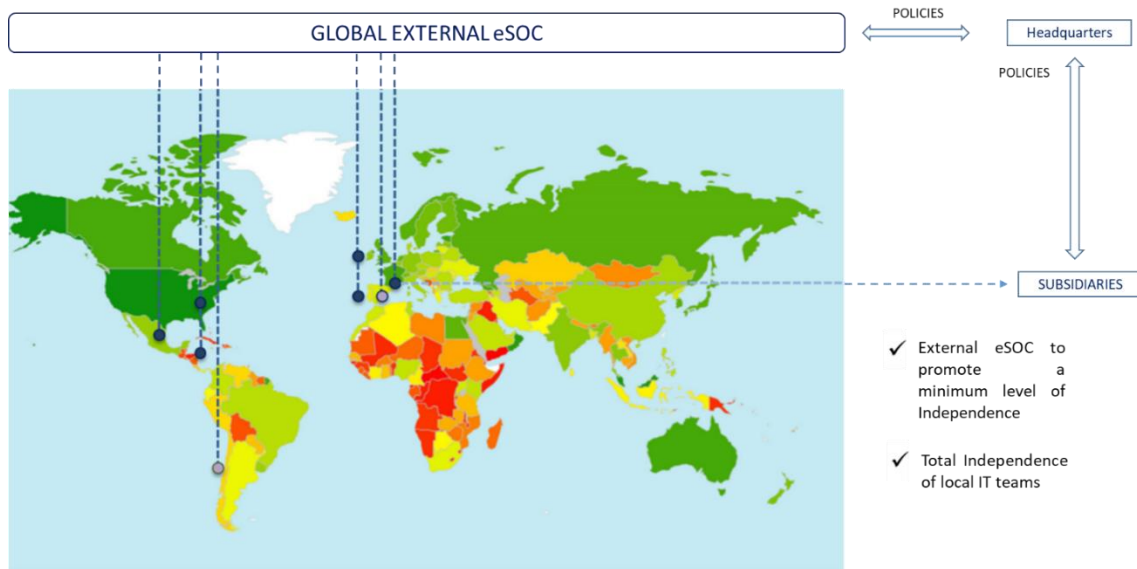 POLICIES
GLOBAL EXTERNAL eSOC
Headquarters
POLICIES
SUBSIDIARIES
External eSOC to
promote a
minimum level of
Independence
Total Independence
of local IT teams